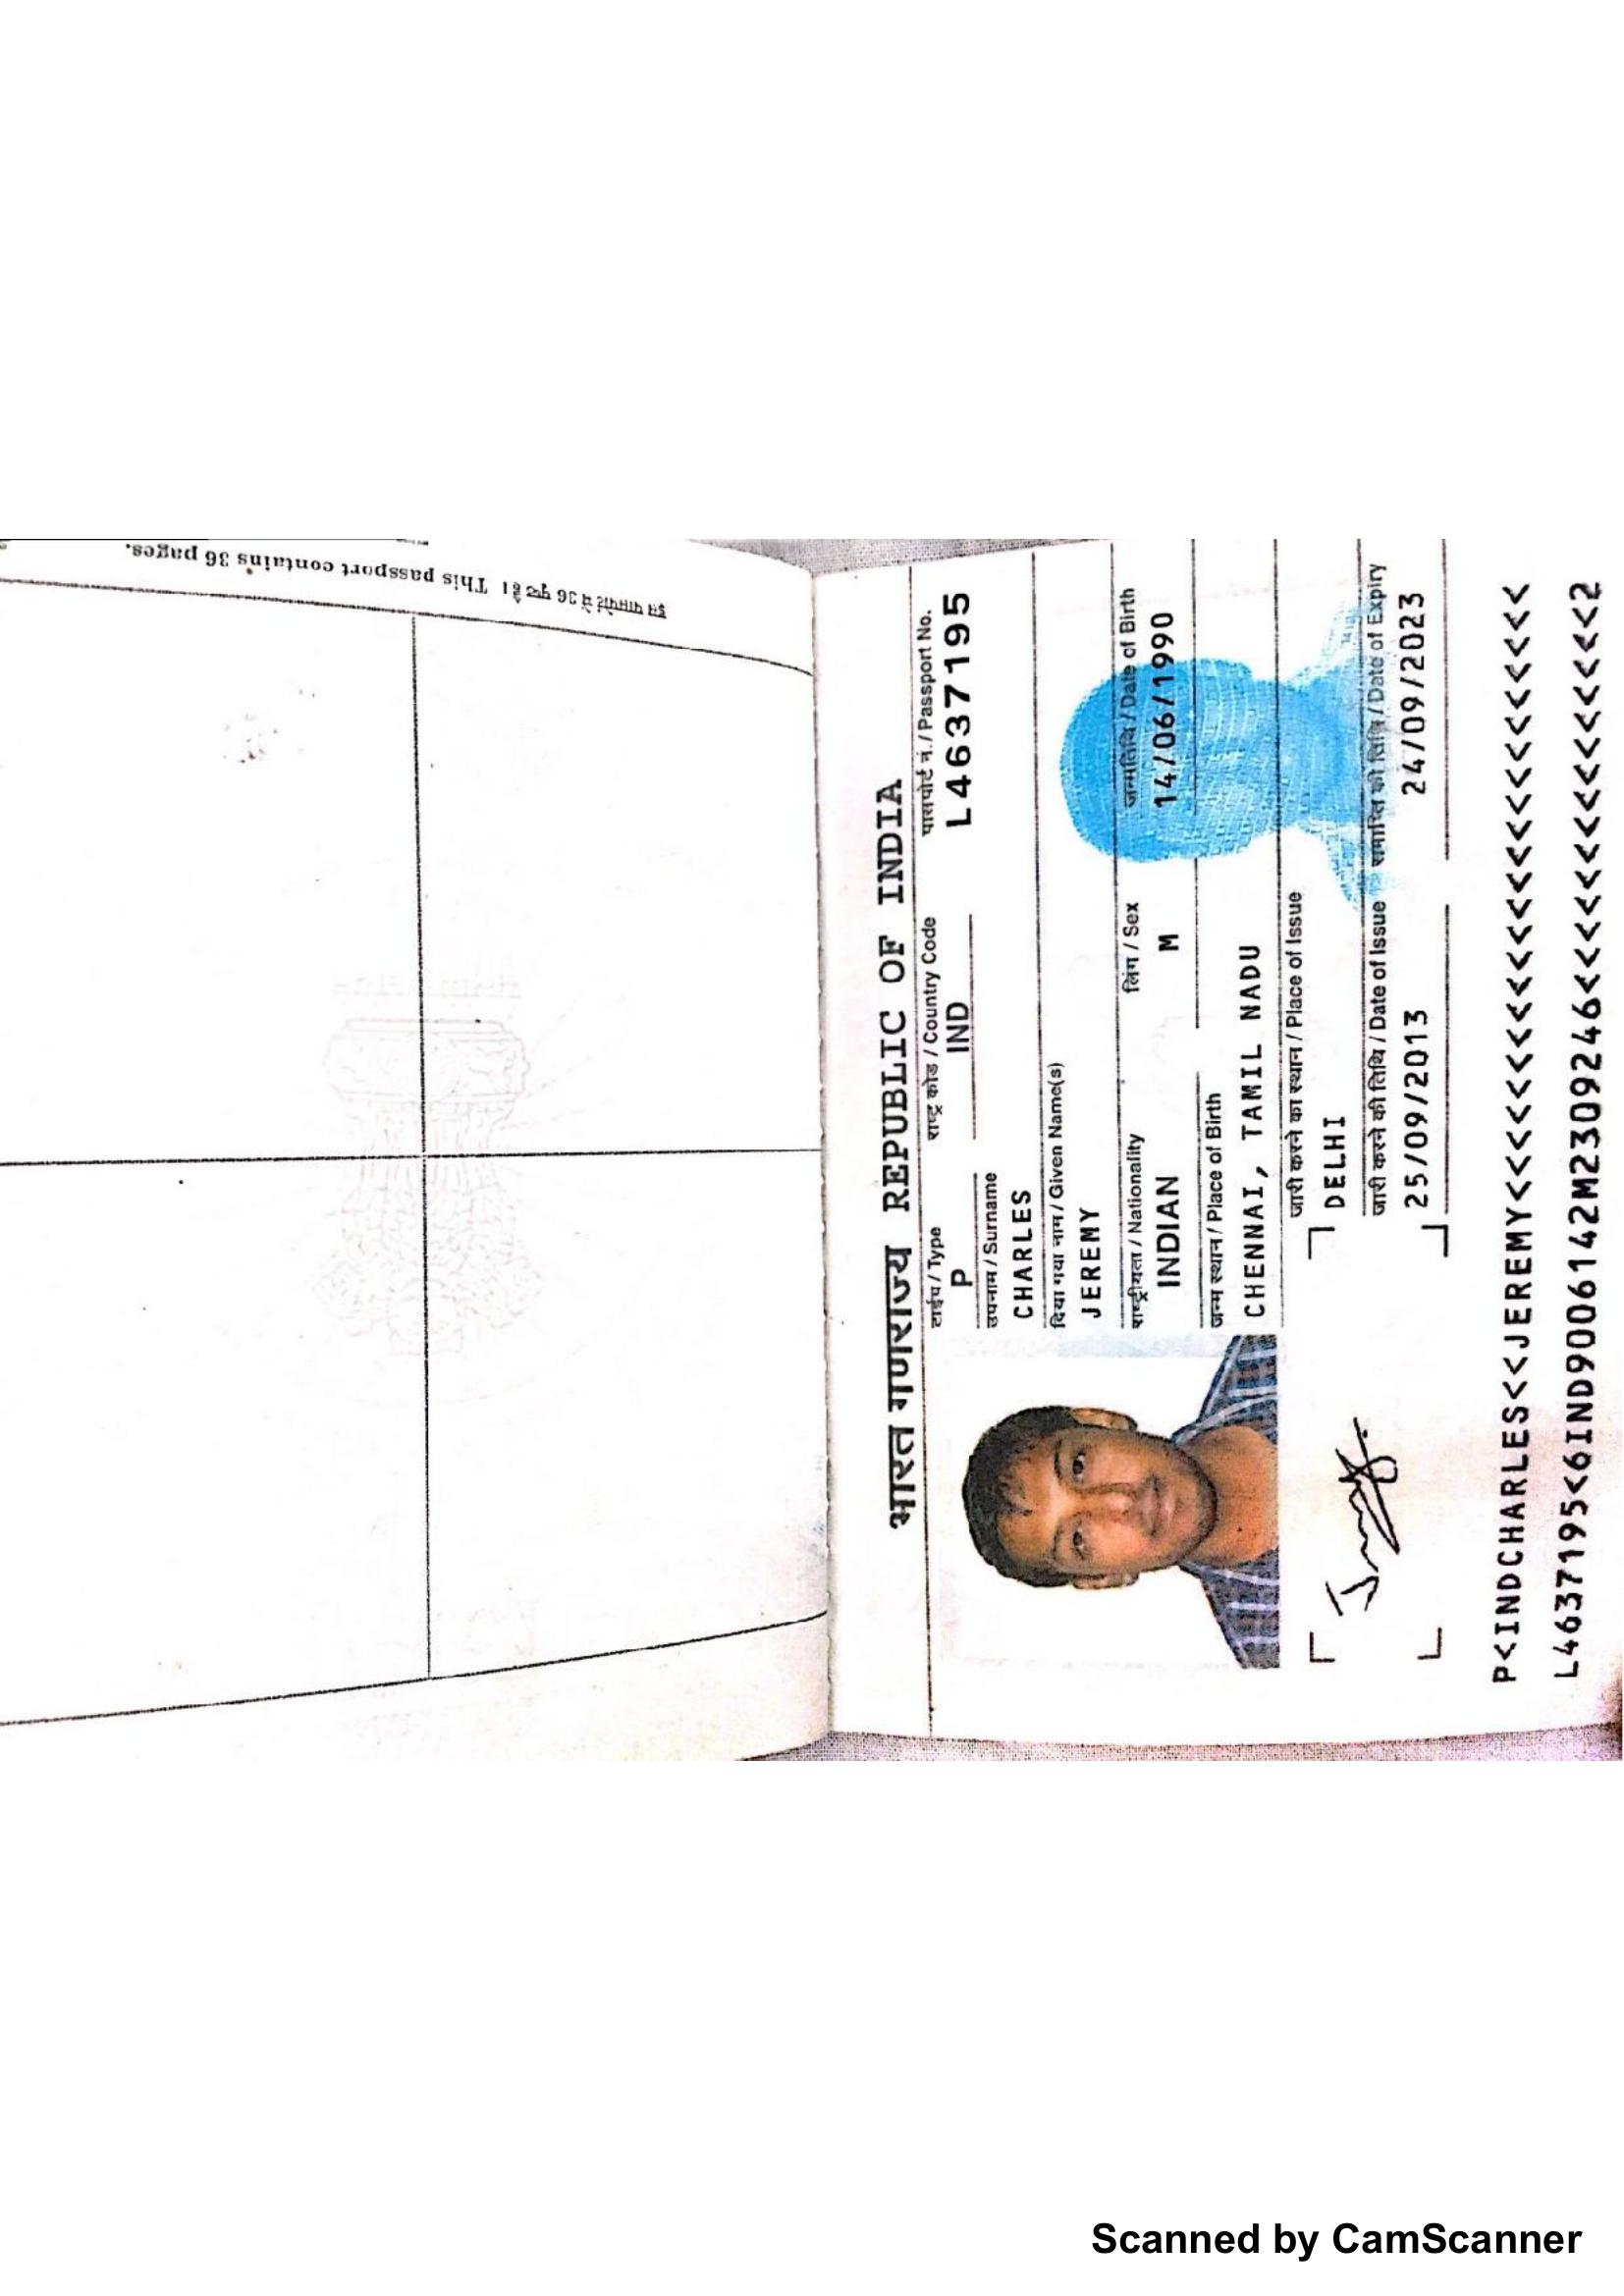 इस पासपोर्ट में 36 पृष्ठ हैं। This passport contains 36 pages.
भारत गणराज्य REPUBLIC OF INDIA
टाईप / Type राष्ट्र कोड / Country Code पासपोर्ट नं. / Passport No.
P IND L4637195
उपनाम / Surname
CHARLES
दिया गया नाम / Given Name(s)
JEREMY
राष्ट्रीयता / Nationality लिंग / Sex जन्मतिथि / Date of Birth
INDIAN M 14/06/1990
जन्म स्थान / Place of Birth
CHENNAI, TAMIL NADU
जारी करने का स्थान / Place of Issue
DELHI
जारी करने की तिथि / Date of Issue समाप्ति की तिथि / Date of Expiry
25/09/2013 24/09/2023
P<INDCHARLES<<JEREMY<<<<<<<<<<<<<<<<<<<<<<<<
L4637195<6IND9006142M2309246<<<<<<<<<<<<<<<2
Scanned by CamScanner